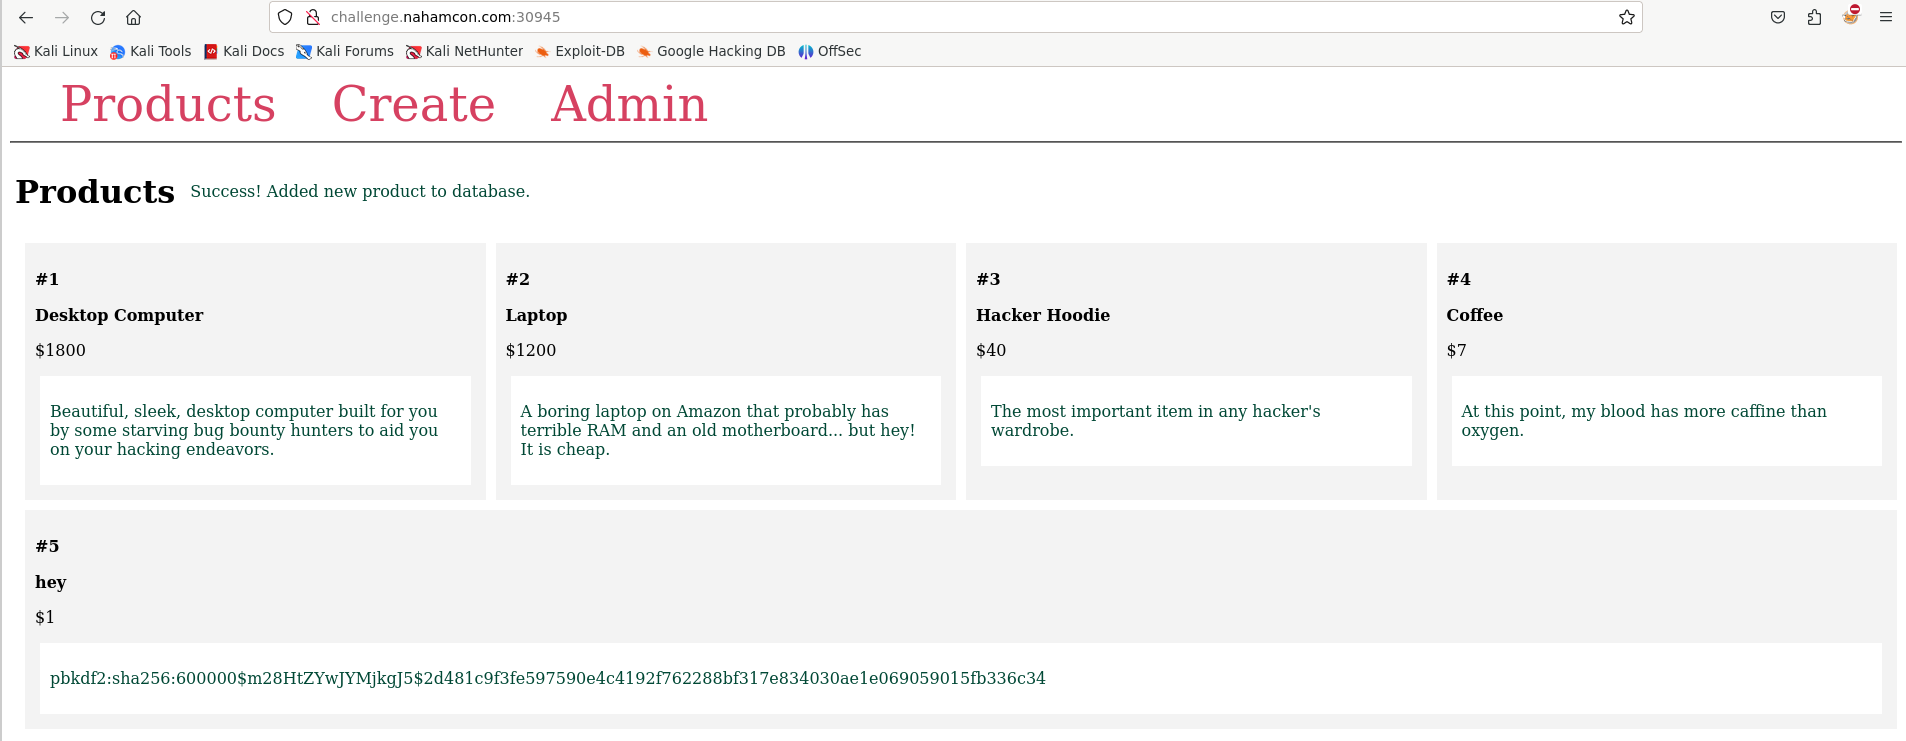 challenge.nahamcon.com:30945
Kali Linux Kali Tools Kali Docs Kali Forums Kali NetHunter Exploit-DB Google Hacking DB OffSec
Products Create Admin
Products Success! Added new product to database.
#1
Desktop Computer
$1800
Beautiful, sleek, desktop computer built for you
by some starving bug bounty hunters to aid you
on your hacking endeavors.
#2
Laptop
$1200
A boring laptop on Amazon that probably has
terrible RAM and an old motherboard... but hey!
It is cheap.
#3
Hacker Hoodie
$40
The most important item in any hacker's
wardrobe.
#4
Coffee
$7
At this point, my blood has more caffine than
oxygen.
#5
hey
$1
pbkdf2:sha256:600000$m28HtZYwJYMjkgJ5$2d481c9f3fe597590e4c4192f762288bf317e834030ae1e069059015fb336c34